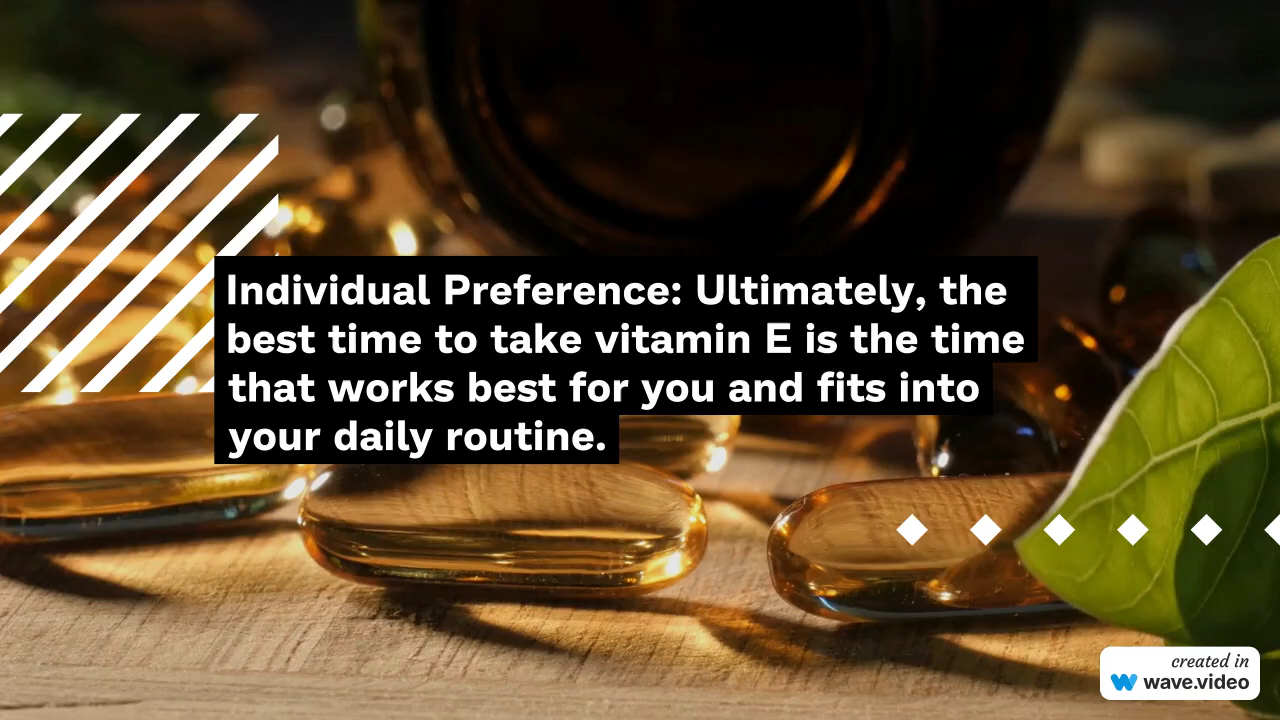 Individual Preference: Ultimately, the
best time to take vitamin E is the time
that works best for you and fits into
your daily routine.
created in
wave.video